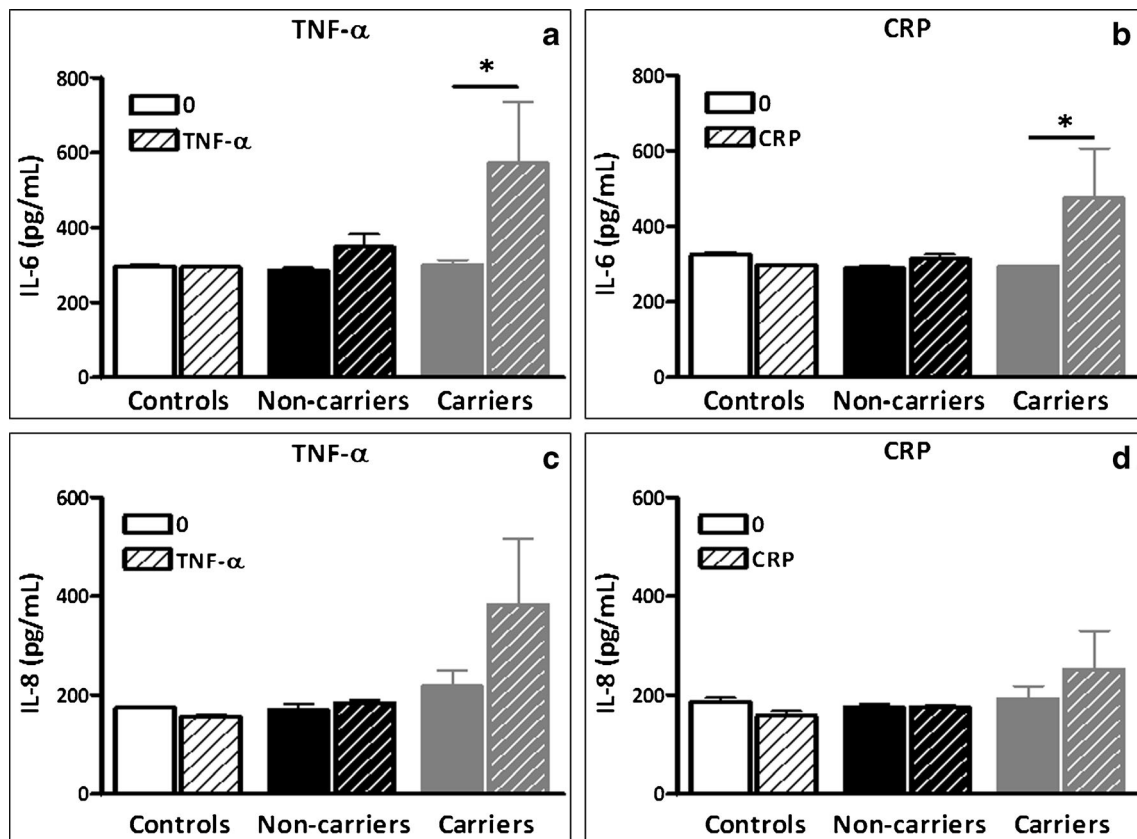 TNF-α
a
*
800
600
400
200
0
IL-6 (pg/mL)
0
TNF-α
Controls Non-carriers Carriers
CRP
b
*
800
600
400
200
0
IL-6 (pg/mL)
0
CRP
Controls Non-carriers Carriers
TNF-α
c
600
400
200
0
IL-8 (pg/mL)
0
TNF-α
Controls Non-carriers Carriers
CRP
d
600
400
200
0
IL-8 (pg/mL)
0
CRP
Controls Non-carriers Carriers